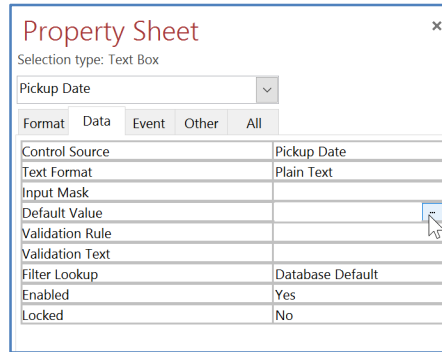 Property Sheet
Selection type: Text Box
Pickup Date
Format Data Event Other All
Control Source Pickup Date
Text Format Plain Text
Input Mask
Default Value ...
Validation Rule
Validation Text
Filter Lookup Database Default
Enabled Yes
Locked No